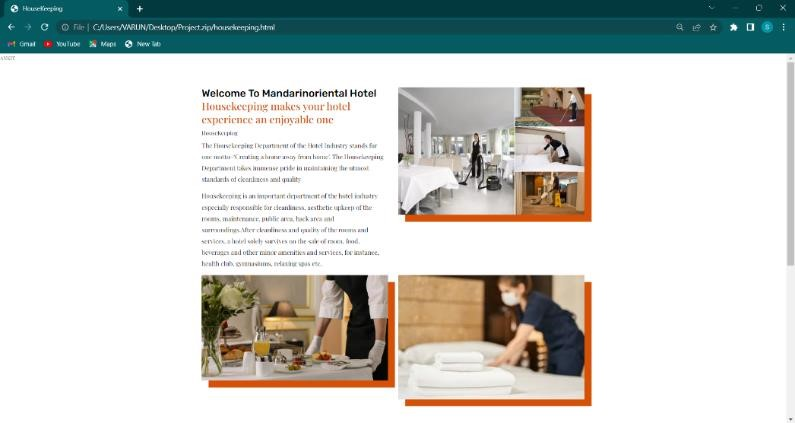 HouseKeeping
File
C:/Users/VARUN/Desktop/Project.zip/housekeeping.html
S
Gmail
YouTube
Maps
New Tab
Welcome To Mandarinoriental Hotel
Housekeeping makes your hotel
experience an enjoyable one
Housekeeping
The Housekeeping Department of the Hotel Industry stands for
one motto-'Creating a home away from home'. The Housekeeping
Department takes immense pride in maintaining the utmost
standards of cleanliness and quality
Housekeeping is an important department of the hotel industry
especially responsible for cleanliness, aesthetic upkeep of the
rooms, maintenance, public area, back area and
surroundings.After cleanliness and quality of the rooms and
services, a hotel solely survives on the sale of room, food,
beverages and other minor amenities and services, for instance,
health club, gymnasiums, relaxing spas etc.